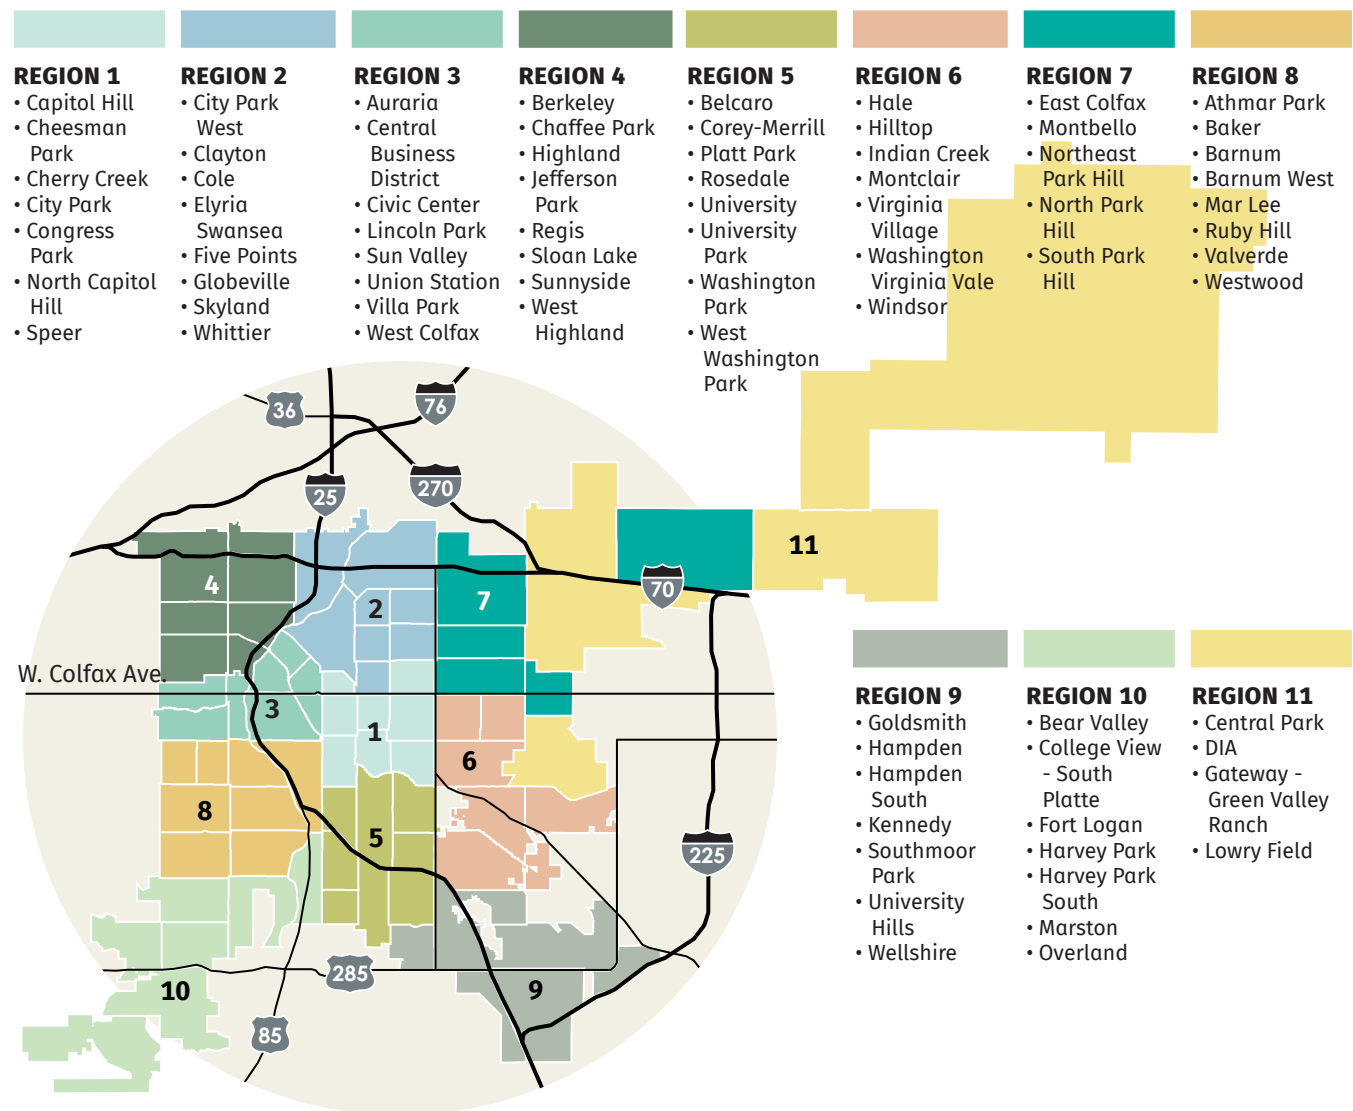 REGION 1
• Capitol Hill
• Cheesman
Park
• Cherry Creek
• City Park
• Congress
Park
• North Capitol
Hill
• Speer
REGION 2
• City Park
West
• Clayton
• Cole
• Elyria
Swansea
• Five Points
• Globeville
• Skyland
• Whittier
REGION 3
• Auraria
• Central
Business
District
• Civic Center
• Lincoln Park
• Sun Valley
• Union Station
• Villa Park
• West Colfax
REGION 4
• Berkeley
• Chaffee Park
• Highland
• Jefferson
Park
• Regis
• Sloan Lake
• Sunnyside
• West
Highland
REGION 5
• Belcaro
• Corey-Merrill
• Platt Park
• Rosedale
• University
• University
Park
• Washington
Park
• West
Washington
Park
REGION 6
• Hale
• Hilltop
• Indian Creek
• Montclair
• Virginia
Village
• Washington
Virginia Vale
• Windsor
REGION 7
• East Colfax
• Montbello
• Northeast
Park Hill
• North Park
Hill
• South Park
Hill
REGION 8
• Athmar Park
• Baker
• Barnum
• Barnum West
• Mar Lee
• Ruby Hill
• Valverde
• Westwood
36
76
25
270
11
70
4
2
7
W. Colfax Ave.
3
1
6
8
5
225
285
10
9
85
REGION 9
• Goldsmith
• Hampden
• Hampden
South
• Kennedy
• Southmoor
Park
• University
Hills
• Wellshire
REGION 10
• Bear Valley
• College View
- South
Platte
• Fort Logan
• Harvey Park
• Harvey Park
South
• Marston
• Overland
REGION 11
• Central Park
• DIA
• Gateway -
Green Valley
Ranch
• Lowry Field